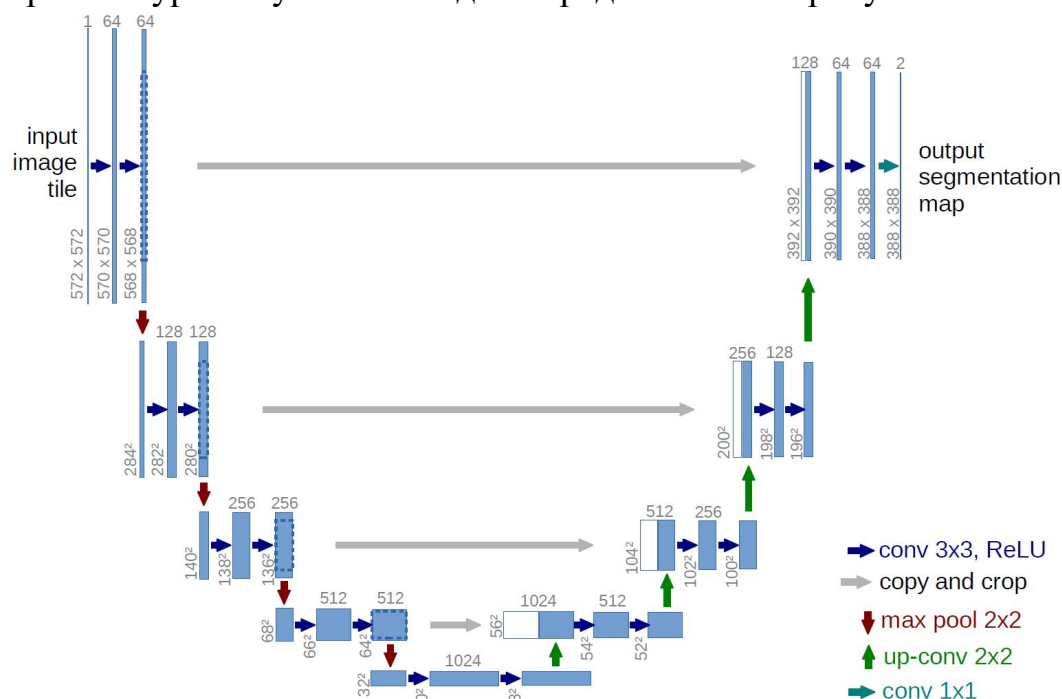 1 64 64
128 64 64 2
input
image
tile
output
segmentation
map
572 x 572
570 x 570
568 x 568
392 x 392
390 x 390
388 x 388
388 x 388
128 128
256 128
284²
282²
280²
200²
198²
196²
256 256
512 256
140²
138²
136²
104²
102²
100²
conv 3x3, ReLU
copy and crop
max pool 2x2
up-conv 2x2
conv 1x1
512 512
1024 512
68²
66²
64²
56²
54²
52²
1024
32²